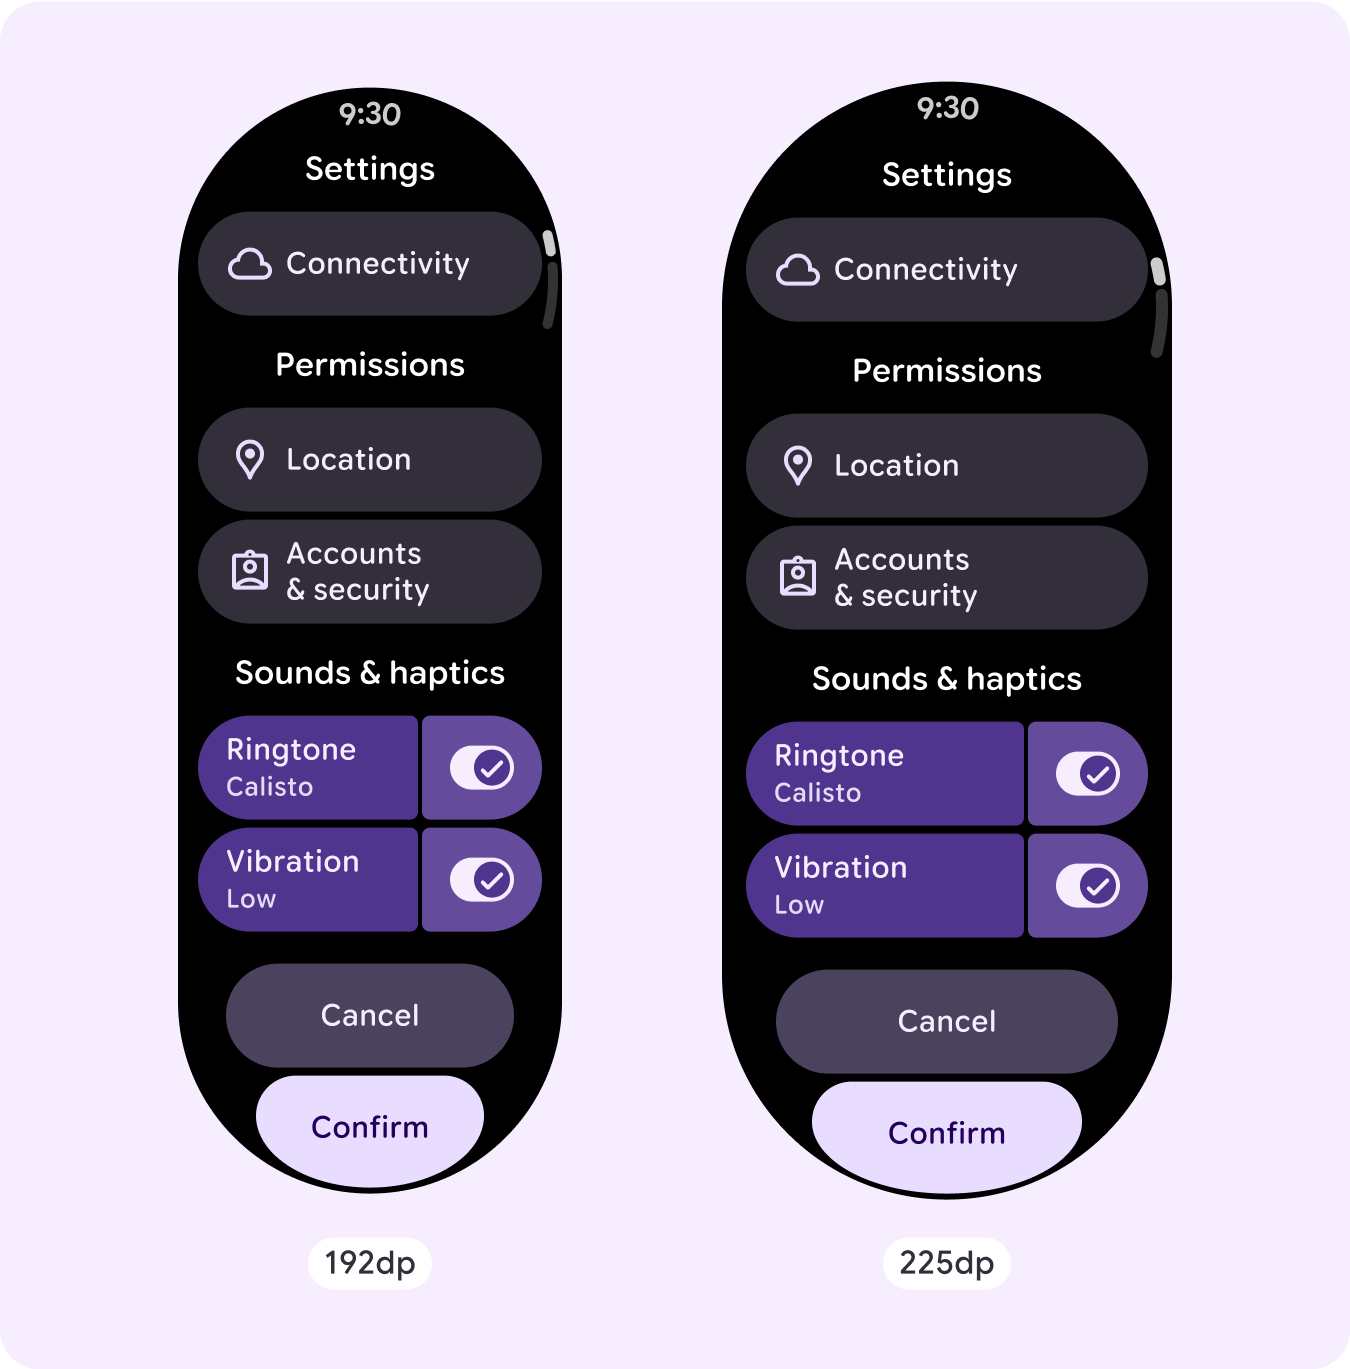 9:30
Settings
Connectivity
Permissions
Location
Accounts
& security
Sounds & haptics
Ringtone
Calisto
Vibration
Low
Cancel
Confirm
192dp
9:30
Settings
Connectivity
Permissions
Location
Accounts
& security
Sounds & haptics
Ringtone
Calisto
Vibration
Low
Cancel
Confirm
225dp